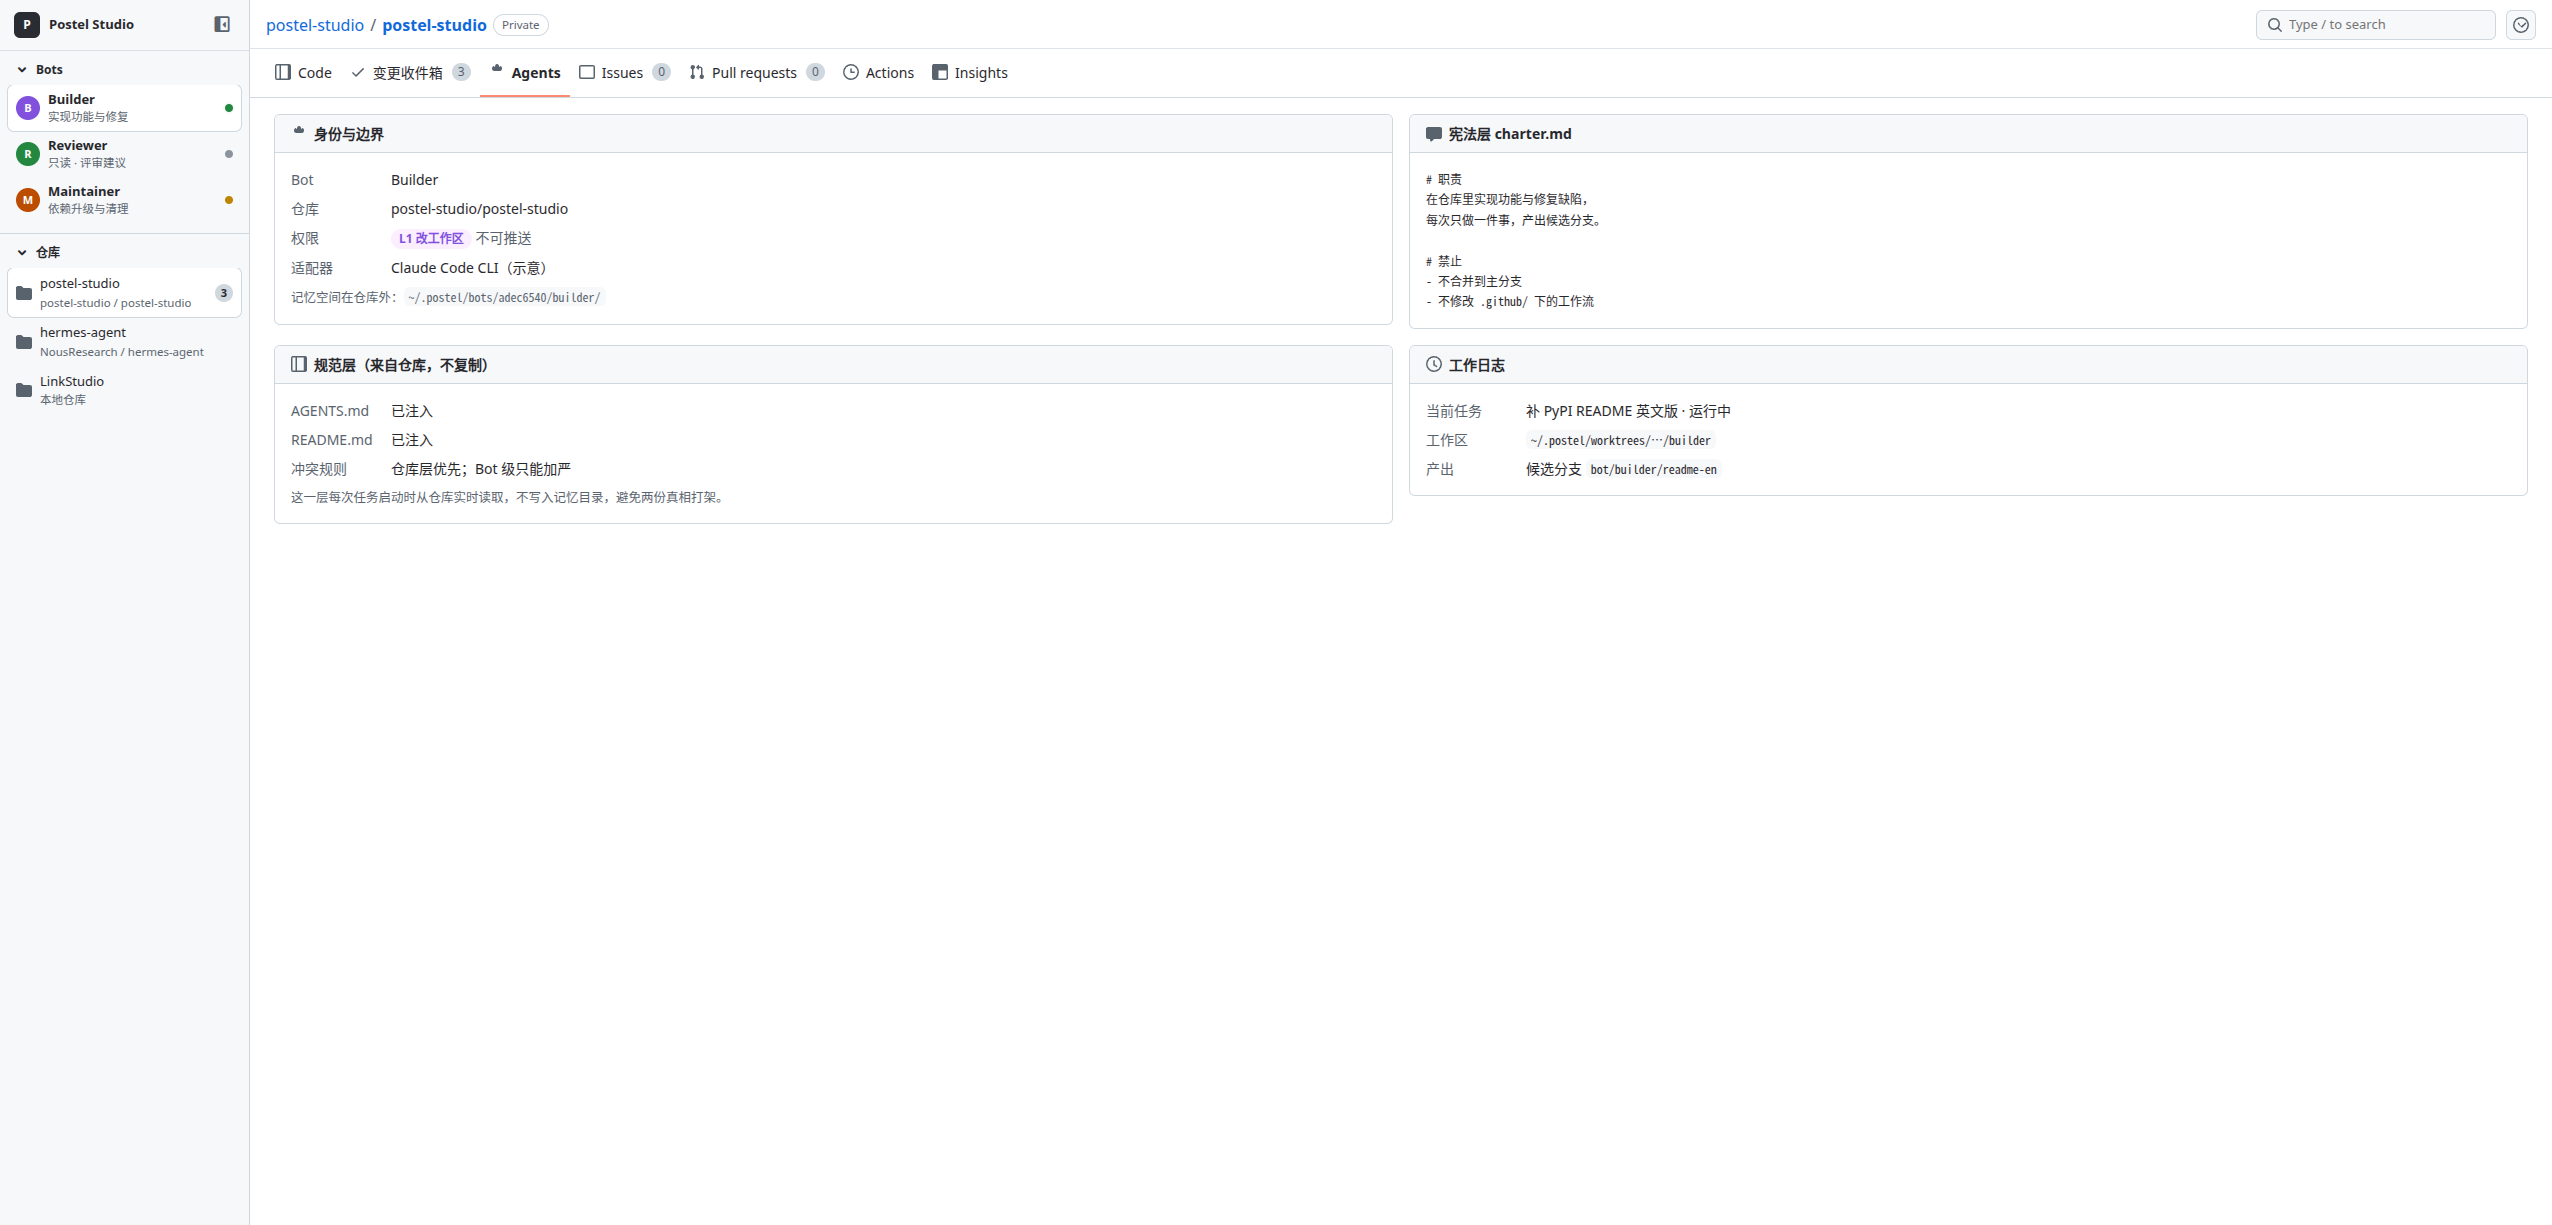 P Postel Studio
Bots
B Builder
实现功能与修复
R Reviewer
只读 · 评审建议
M Maintainer
依赖升级与清理
仓库
postel-studio
postel-studio / postel-studio 3
hermes-agent
NousResearch / hermes-agent
LinkStudio
本地仓库
postel-studio / postel-studio Private
Type / to search
Code 变更收件箱 3 Agents Issues 0 Pull requests 0 Actions Insights
身份与边界
Bot Builder
仓库 postel-studio/postel-studio
权限 L1 改工作区 不可推送
适配器 Claude Code CLI（示意）
记忆空间在仓库外： ~/.postel/bots/adec6540/builder/
宪法层 charter.md
# 职责
在仓库里实现功能与修复缺陷，
每次只做一件事，产出候选分支。
# 禁止
- 不合并到主分支
- 不修改 .github/ 下的工作流
规范层（来自仓库，不复制）
AGENTS.md 已注入
README.md 已注入
冲突规则 仓库层优先；Bot 级只能加严
这一层每次任务启动时从仓库实时读取，不写入记忆目录，避免两份真相打架。
工作日志
当前任务 补 PyPI README 英文版 · 运行中
工作区 ~/.postel/worktrees/…/builder
产出 候选分支 bot/builder/readme-en